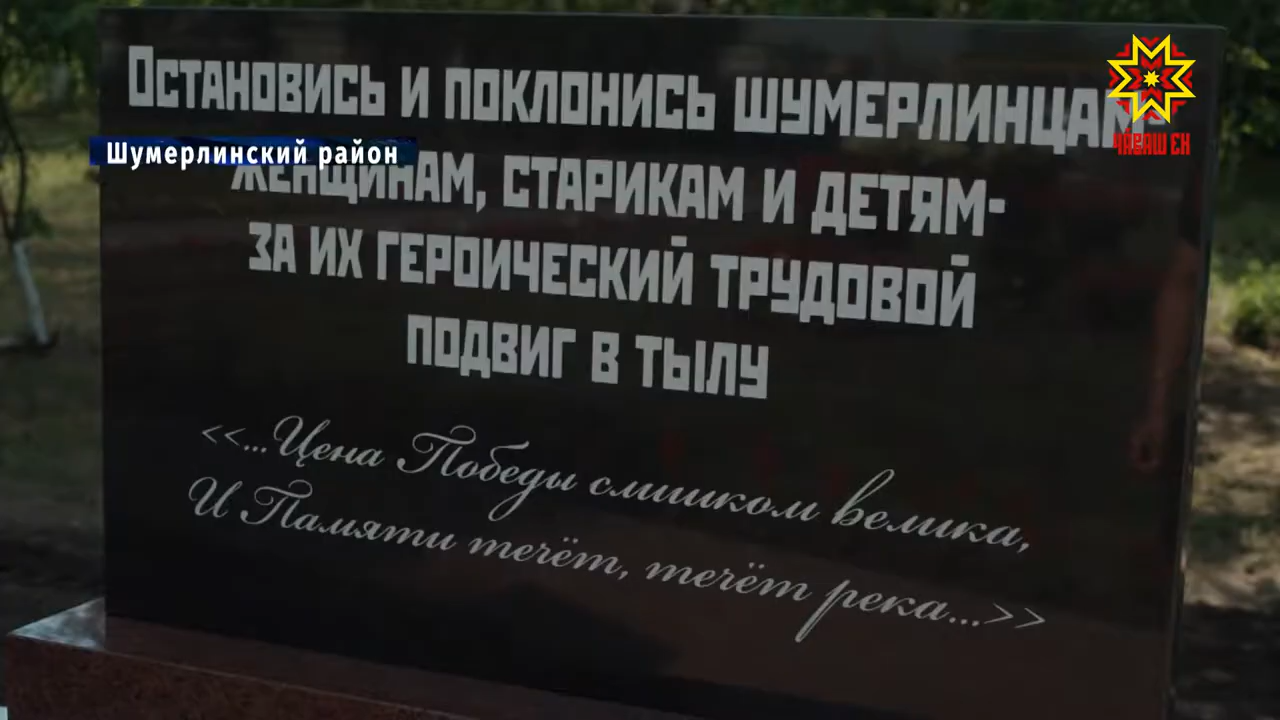 Остановись и поклонись шумерлинцам-
Шумерлинский район
женщинам, старикам и детям-
за их героический трудовой
подвиг в тылу
<<...Цена Победы слишком велика,
И Памяти течёт, течёт река...>>
ЧĂВАШ ЕН